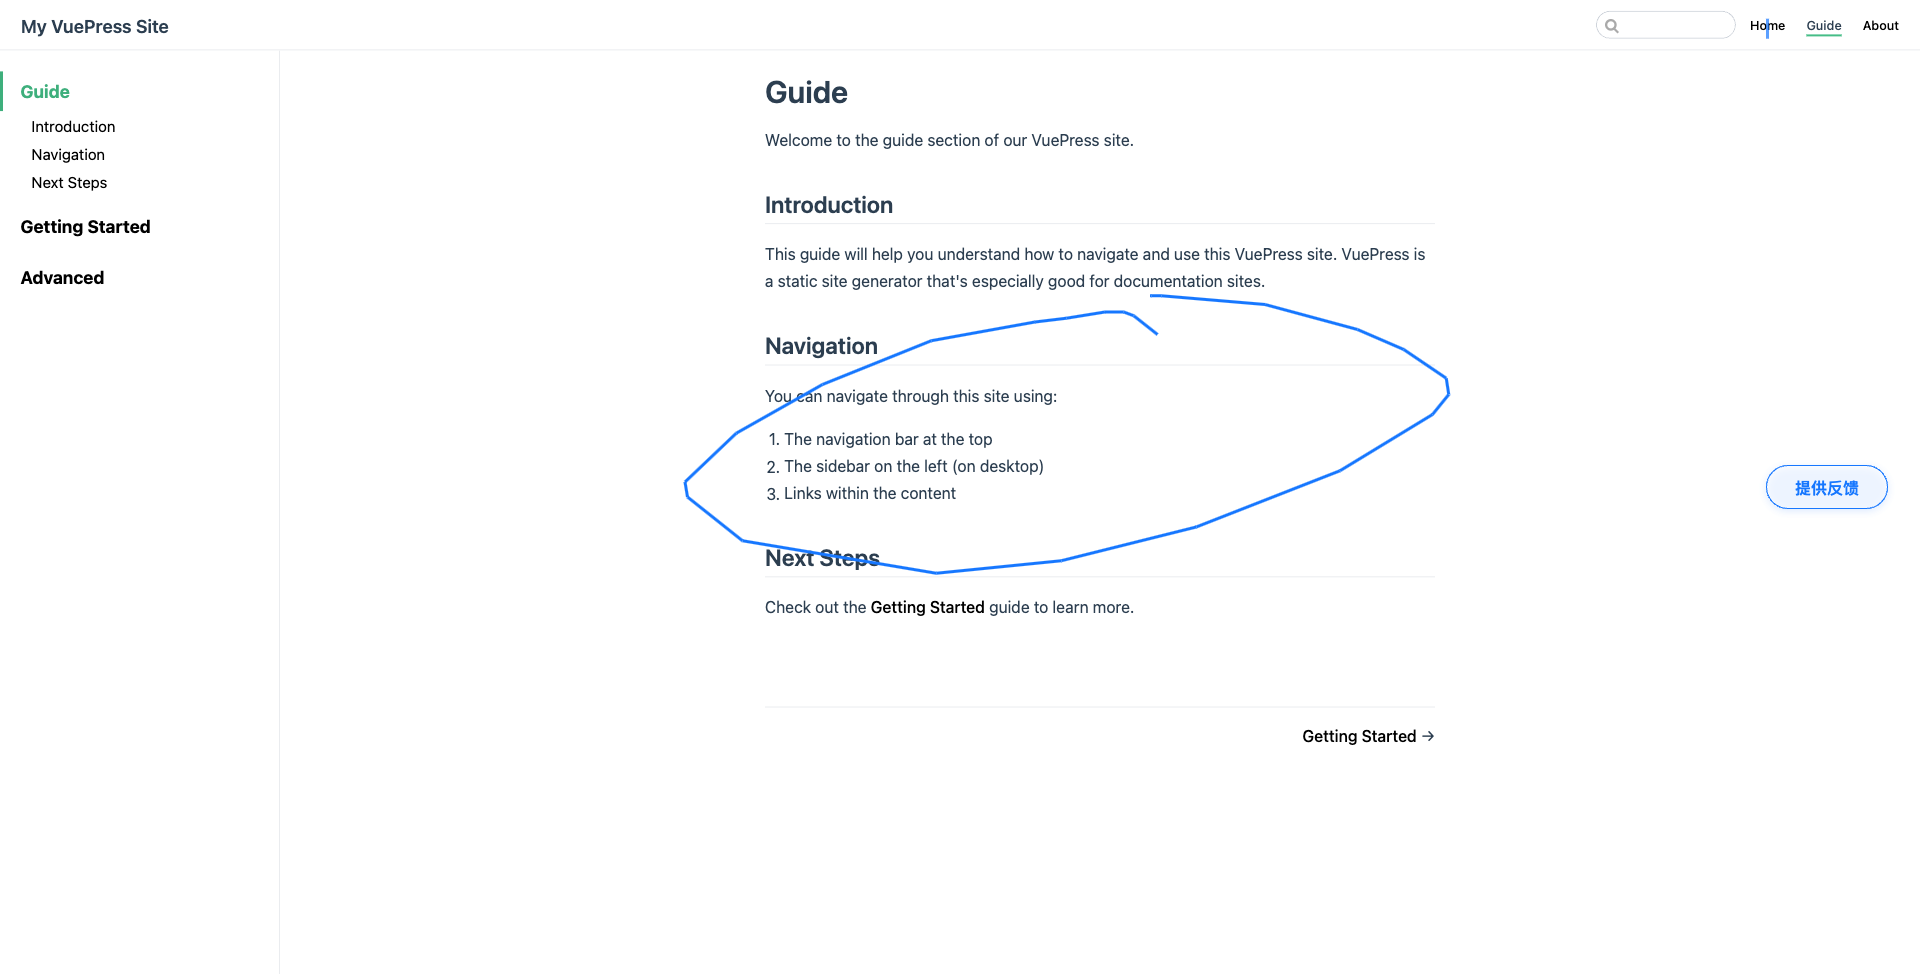 My VuePress Site
Home
Guide
About
Guide
Introduction
Navigation
Next Steps
Getting Started
Advanced
Guide
Welcome to the guide section of our VuePress site.
Introduction
This guide will help you understand how to navigate and use this VuePress site. VuePress is
a static site generator that's especially good for documentation sites.
Navigation
You can navigate through this site using:
1. The navigation bar at the top
2. The sidebar on the left (on desktop)
3. Links within the content
Next Steps
Check out the Getting Started guide to learn more.
Getting Started →
提供反馈